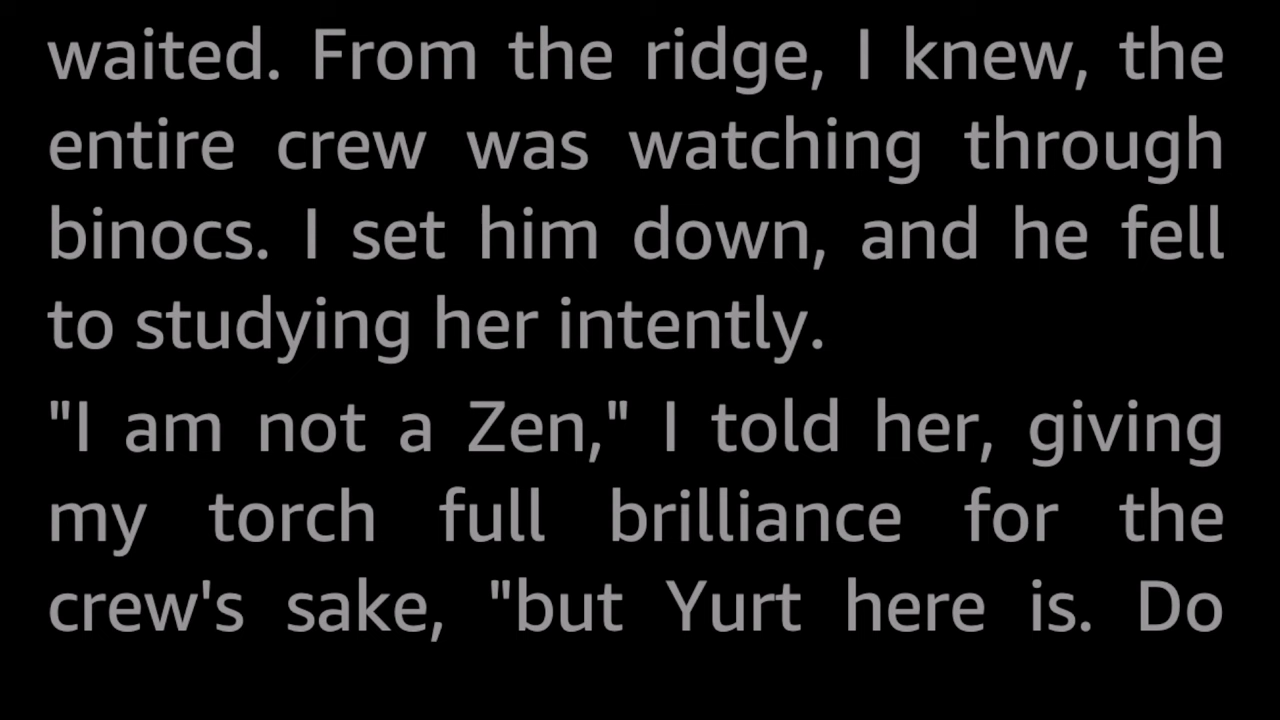 waited. From the ridge, I knew, the
entire crew was watching through
binocs. I set him down, and he fell
to studying her intently.
"I am not a Zen," I told her, giving
my torch full brilliance for the
crew's sake, "but Yurt here is. Do